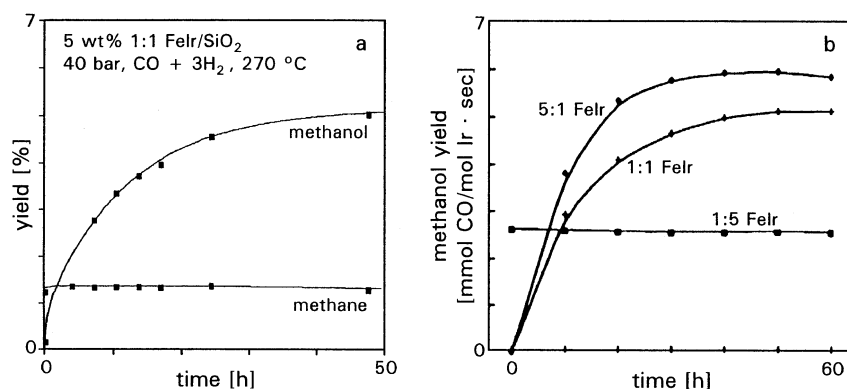 7
5 wt% 1:1 FeIr/SiO₂
40 bar, CO + 3H₂, 270 °C
a
methanol
methane
yield [%]
0
0
50
time [h]
7
b
5:1 FeIr
1:1 FeIr
1:5 FeIr
methanol yield
[mmol CO/mol Ir · sec]
0
0
60
time [h]